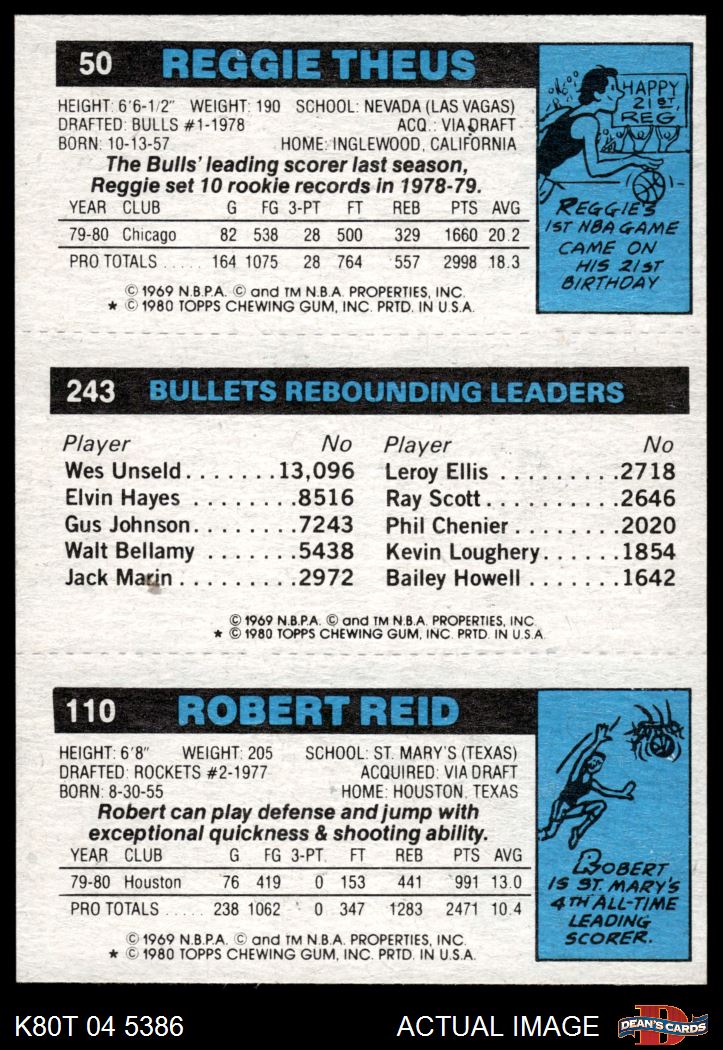 50 REGGIE THEUS
HEIGHT: 6'6-1/2" WEIGHT: 190 SCHOOL: NEVADA (LAS VAGAS)
DRAFTED: BULLS #1-1978 ACQ.: VIA DRAFT
BORN: 10-13-57 HOME: INGLEWOOD, CALIFORNIA
The Bulls' leading scorer last season,
Reggie set 10 rookie records in 1978-79.
YEAR CLUB G FG 3-PT FT REB PTS AVG
79-80 Chicago 82 538 28 500 329 1660 20.2
PRO TOTALS ..... 164 1075 28 764 557 2998 18.3
© 1969 N.B.P.A. © and TM N.B.A. PROPERTIES, INC.
* © 1980 TOPPS CHEWING GUM, INC. PRTD. IN U.S.A.
HAPPY
21ST,
REG
REGGIE'S
1ST NBA GAME
CAME ON
HIS 21ST
BIRTHDAY
243 BULLETS REBOUNDING LEADERS
Player No Player No
Wes Unseld.......13,096 Leroy Ellis .........2718
Elvin Hayes ........8516 Ray Scott..........2646
Gus Johnson........7243 Phil Chenier ........2020
Walt Bellamy .......5438 Kevin Loughery......1854
Jack Marin .........2972 Bailey Howell .......1642
© 1969 N.B.P.A. © and TM N.B.A. PROPERTIES, INC.
* © 1980 TOPPS CHEWING GUM, INC. PRTD. IN U.S.A.
110 ROBERT REID
HEIGHT: 6'8" WEIGHT: 205 SCHOOL: ST. MARY'S (TEXAS)
DRAFTED: ROCKETS #2-1977 ACQUIRED: VIA DRAFT
BORN: 8-30-55 HOME: HOUSTON, TEXAS
Robert can play defense and jump with
exceptional quickness & shooting ability.
YEAR CLUB G FG 3-PT FT REB PTS AVG
79-80 Houston 76 419 0 153 441 991 13.0
PRO TOTALS ..... 238 1062 0 347 1283 2471 10.4
© 1969 N.B.P.A. © and TM N.B.A. PROPERTIES, INC.
* © 1980 TOPPS CHEWING GUM, INC. PRTD. IN U.S.A.
ROBERT
IS ST. MARY'S
4TH ALL-TIME
LEADING
SCORER.
K80T 04 5386 ACTUAL IMAGE D DEAN'S CARDS